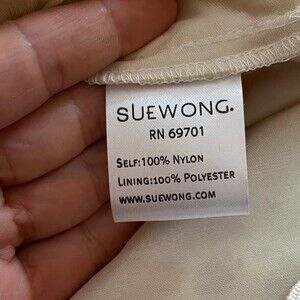 SUEWONG.
RN 69701
SELF:100% NYLON
LINING:100% POLYESTER
WWW.SUEWONG.COM